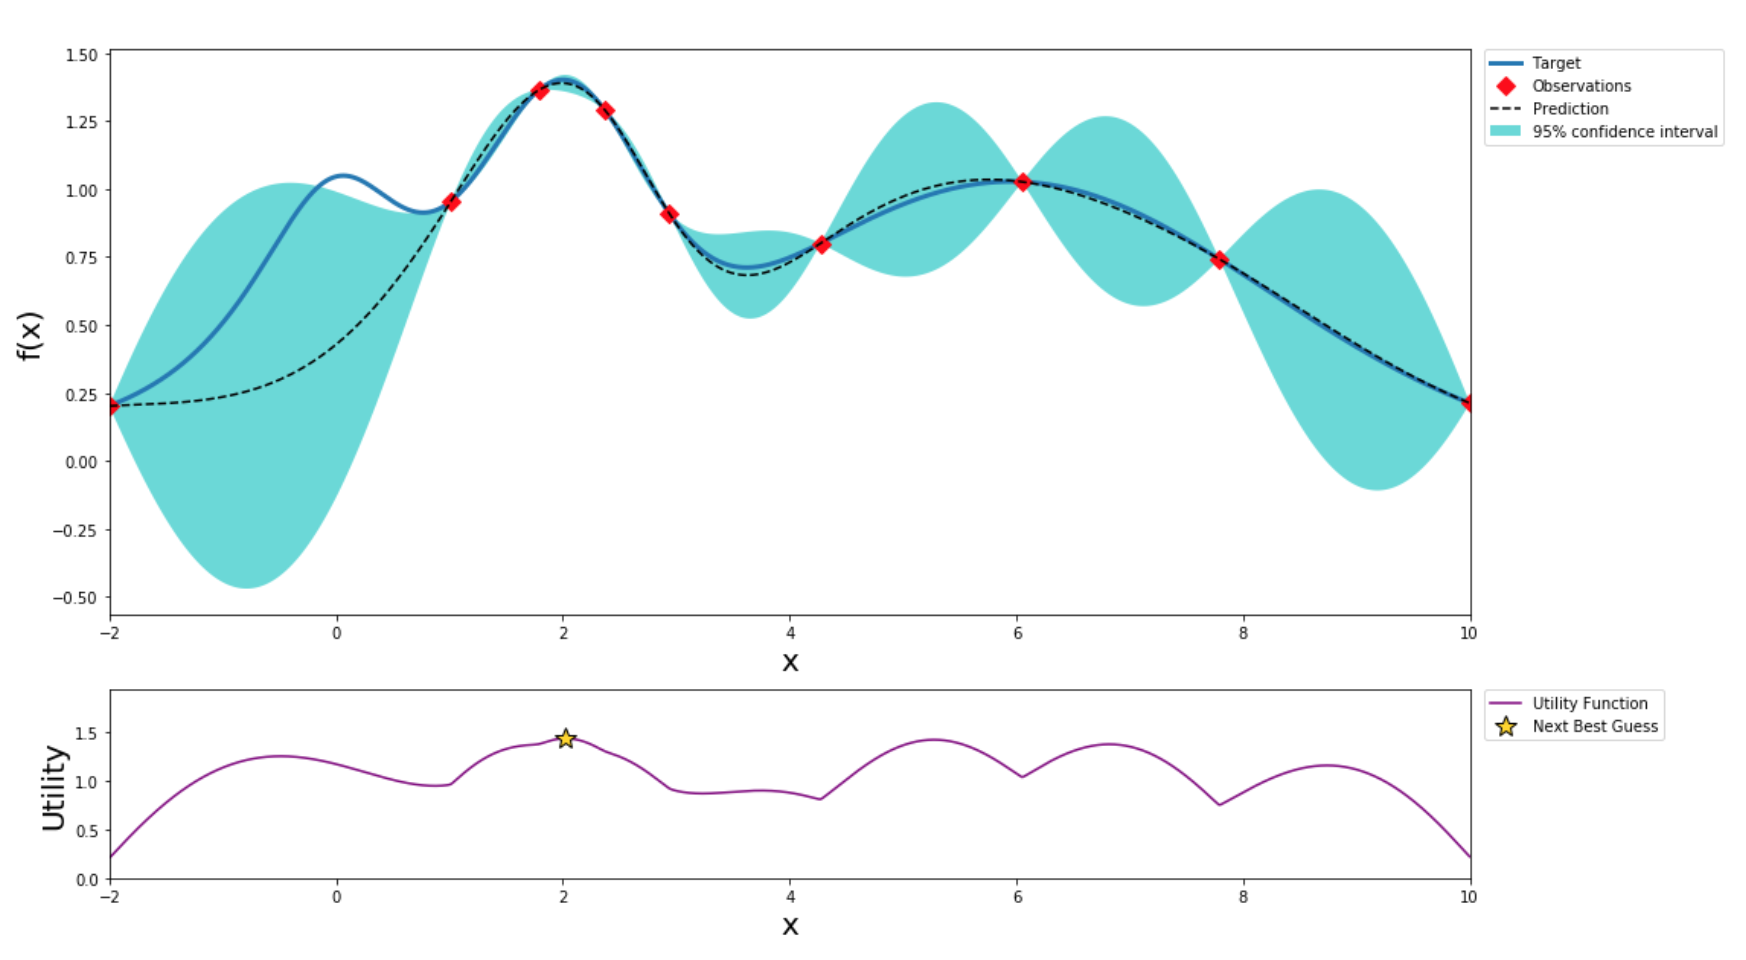 1.50
1.25
1.00
0.75
0.50
0.25
0.00
−0.25
−0.50
f(x)
−2 0 2 4 6 8 10
x
Target
Observations
Prediction
95% confidence interval
1.5
1.0
0.5
0.0
Utility
−2 0 2 4 6 8 10
x
Utility Function
Next Best Guess